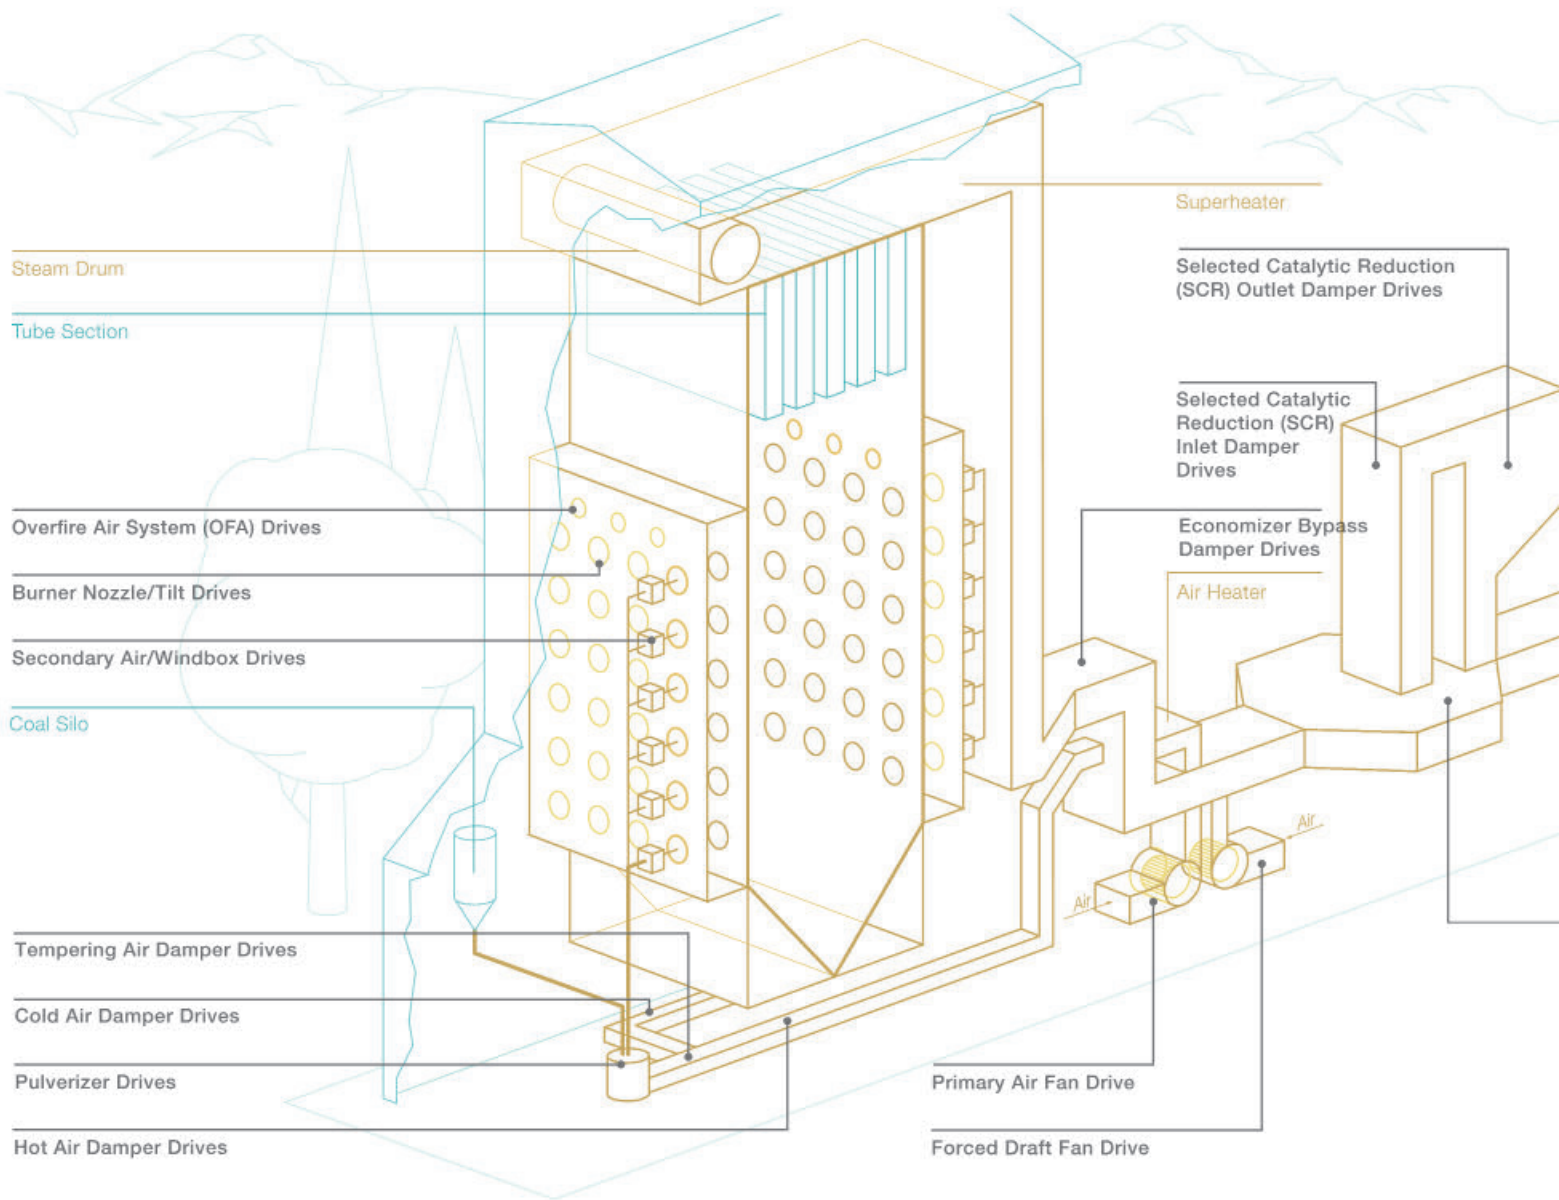 Steam Drum
Tube Section
Overfire Air System (OFA) Drives
Burner Nozzle/Tilt Drives
Secondary Air/Windbox Drives
Coal Silo
Tempering Air Damper Drives
Cold Air Damper Drives
Pulverizer Drives
Hot Air Damper Drives
Superheater
Selected Catalytic Reduction
(SCR) Outlet Damper Drives
Selected Catalytic
Reduction (SCR)
Inlet Damper
Drives
Economizer Bypass
Damper Drives
Air Heater
Air
Air
Primary Air Fan Drive
Forced Draft Fan Drive